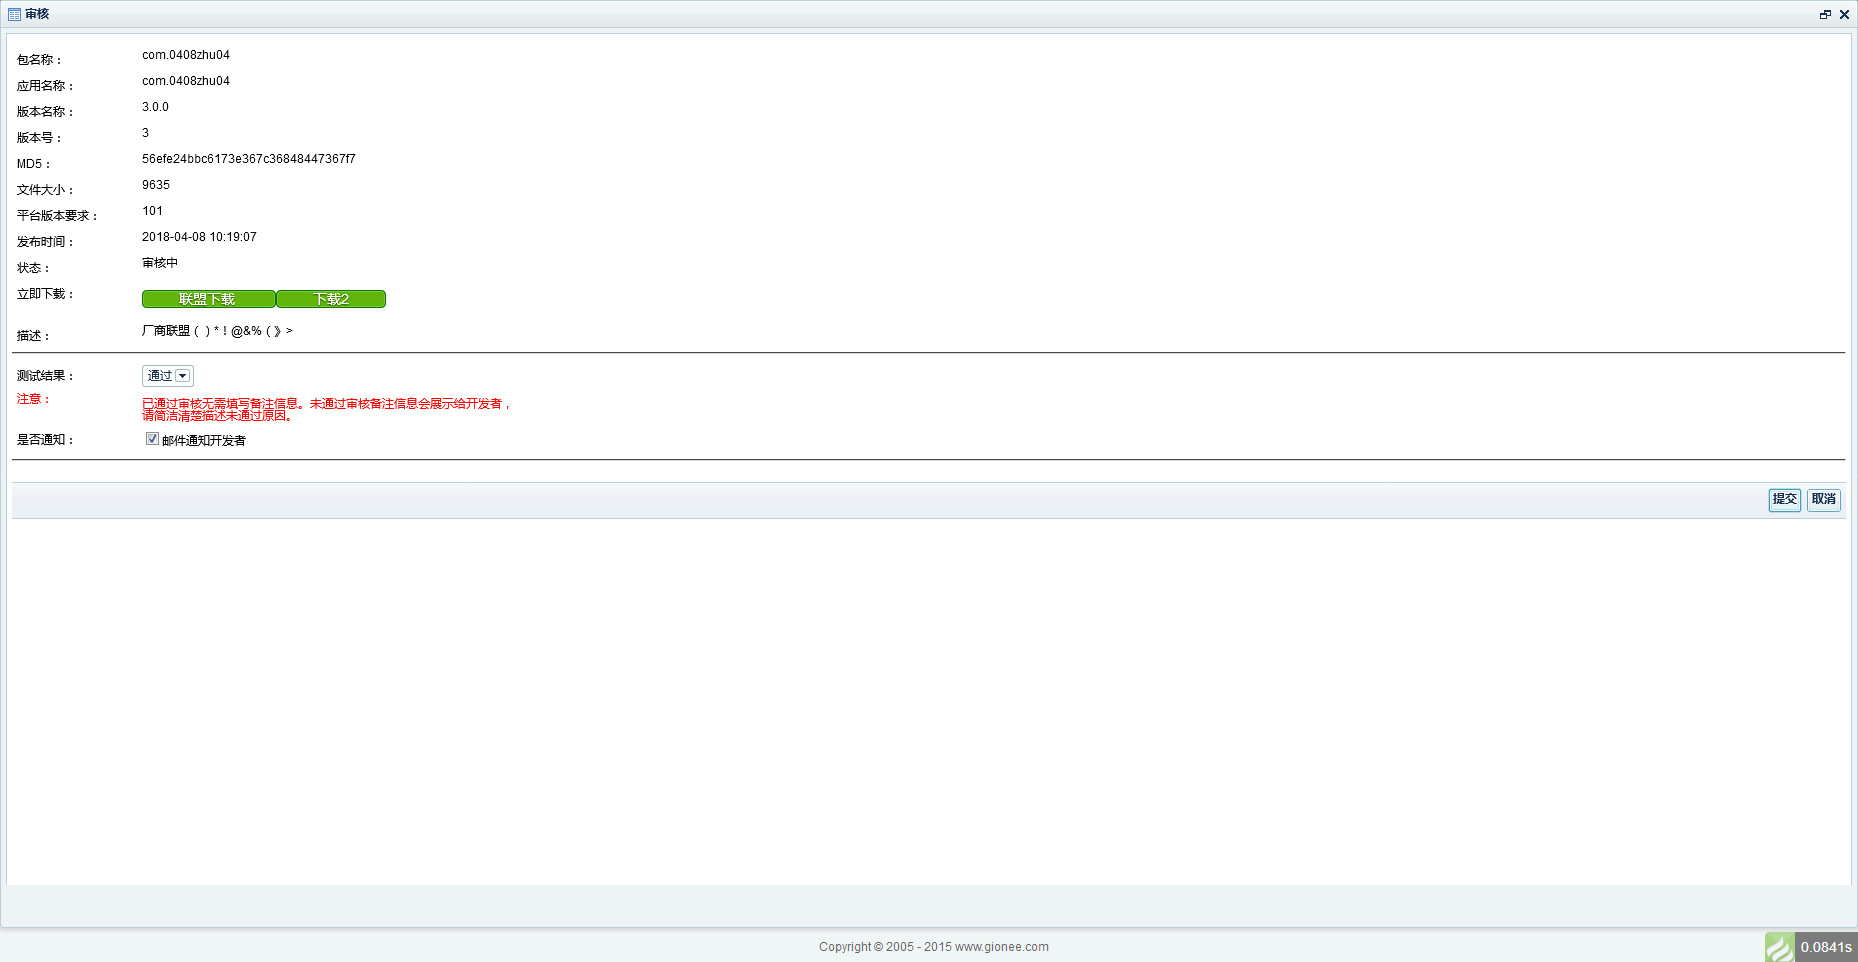 审核
包名称： com.0408zhu04
应用名称： com.0408zhu04
版本名称： 3.0.0
版本号： 3
MD5： 56efe24bbc6173e367c36848447367f7
文件大小： 9635
平台版本要求： 101
发布时间： 2018-04-08 10:19:07
状态： 审核中
立即下载： 联盟下载 下载2
描述： 厂商联盟（）*！@&%（》>
测试结果： 通过
注意： 已通过审核无需填写备注信息。未通过审核备注信息会展示给开发者，
请简洁清楚描述未通过原因。
是否通知： 邮件通知开发者
提交 取消
Copyright © 2005 - 2015 www.gionee.com
0.0841s